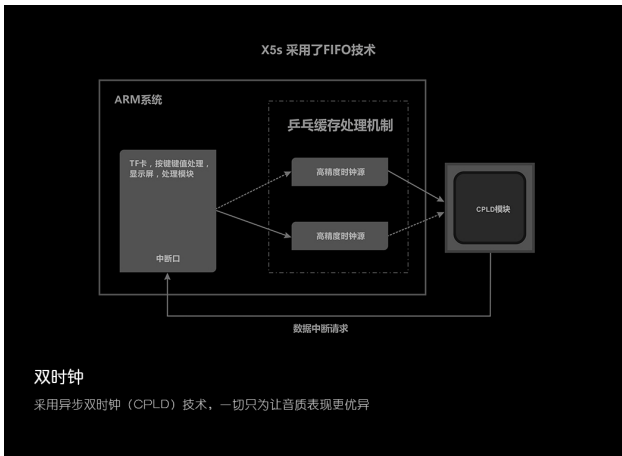 X5s 采用了FIFO技术
ARM系统
乒乓缓存处理机制
TF卡，按键键值处理，
显示屏，处理模块
高精度时钟源
高精度时钟源
CPLD模块
中断口
数据中断请求
双时钟
采用异步双时钟（CPLD）技术，一切只为让音质表现更优异